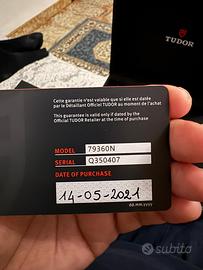 TUDOR
Cette garantie n'est valable que si elle est datée
par le Détaillant Officiel TUDOR au moment de l'achat
This guarantee is valid only if dated by the
Official TUDOR Retailer at the time of purchase
MODEL 79360N
SERIAL Q350407
DATE OF PURCHASE
14-05-2021
dd.mm.yyyy
subito